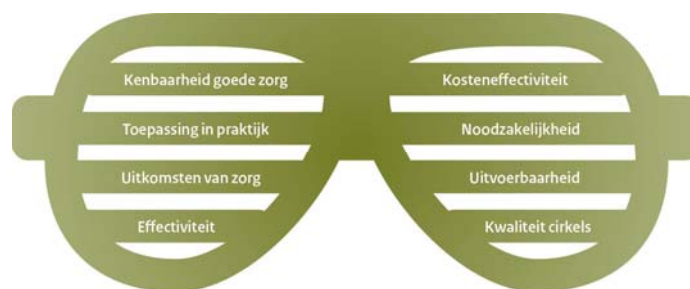 Kenbaarheid goede zorg
Toepassing in praktijk
Uitkomsten van zorg
Effectiviteit
Kosteneffectiviteit
Noodzakelijkheid
Uitvoerbaarheid
Kwaliteit cirkels